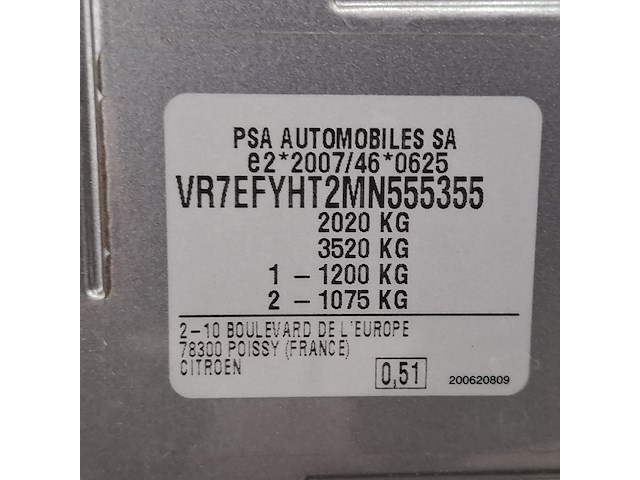 PSA AUTOMOBILES SA
e2*2007/46*0625
VR7EFYHT2MN555355
2020 KG
3520 KG
1 - 1200 KG
2 - 1075 KG
2-10 BOULEVARD DE L'EUROPE
78300 POISSY (FRANCE)
CITROEN
0,51
200620809